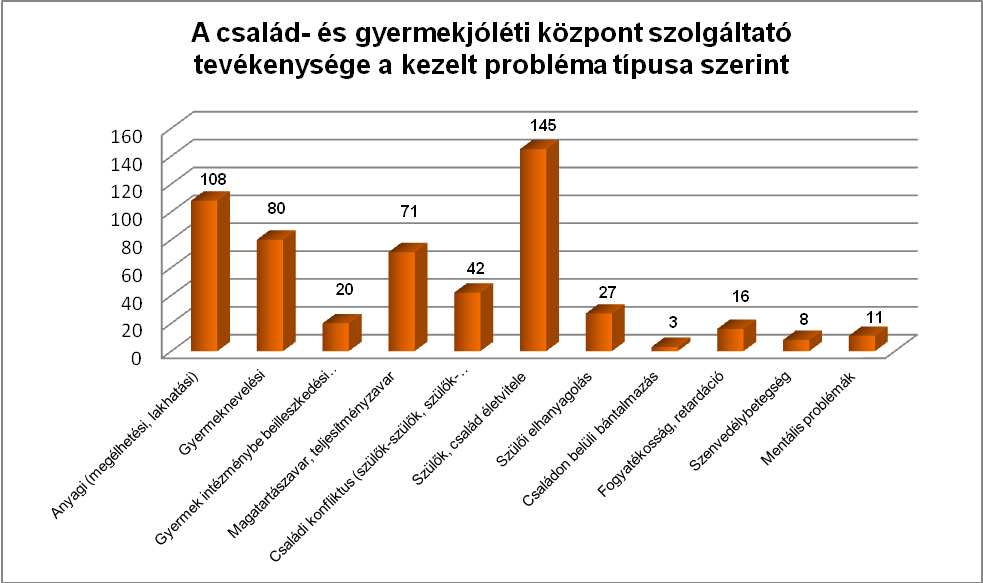 A család- és gyermekjóléti központ szolgáltató
tevékenysége a kezelt probléma típusa szerint
160
140
120
100
80
60
40
20
0
108
80
20
71
42
145
27
3
16
8
11
Anyagi (megélhetési, lakhatási)
Gyermeknevelési
Gyermek intézménybe beilleszkedési...
Magatartászavar, teljesítményzavar
Családi konfliktus (szülők-szülők, szülők-...
Szülők, család életvitele
Szülői elhanyagolás
Családon belüli bántalmazás
Fogyatékosság, retardáció
Szenvedélybetegség
Mentális problémák